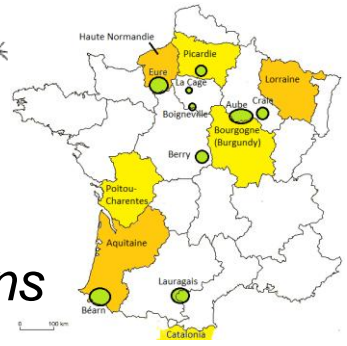 Haute Normandie
Picardie
Eure
La Cage
Lorraine
Boigneville
Aube
Craie
Bourgogne
(Burgundy)
Berry
Poitou-
Charentes
Aquitaine
ns
Lauragais
Béarn
0 100 km
Catalonia